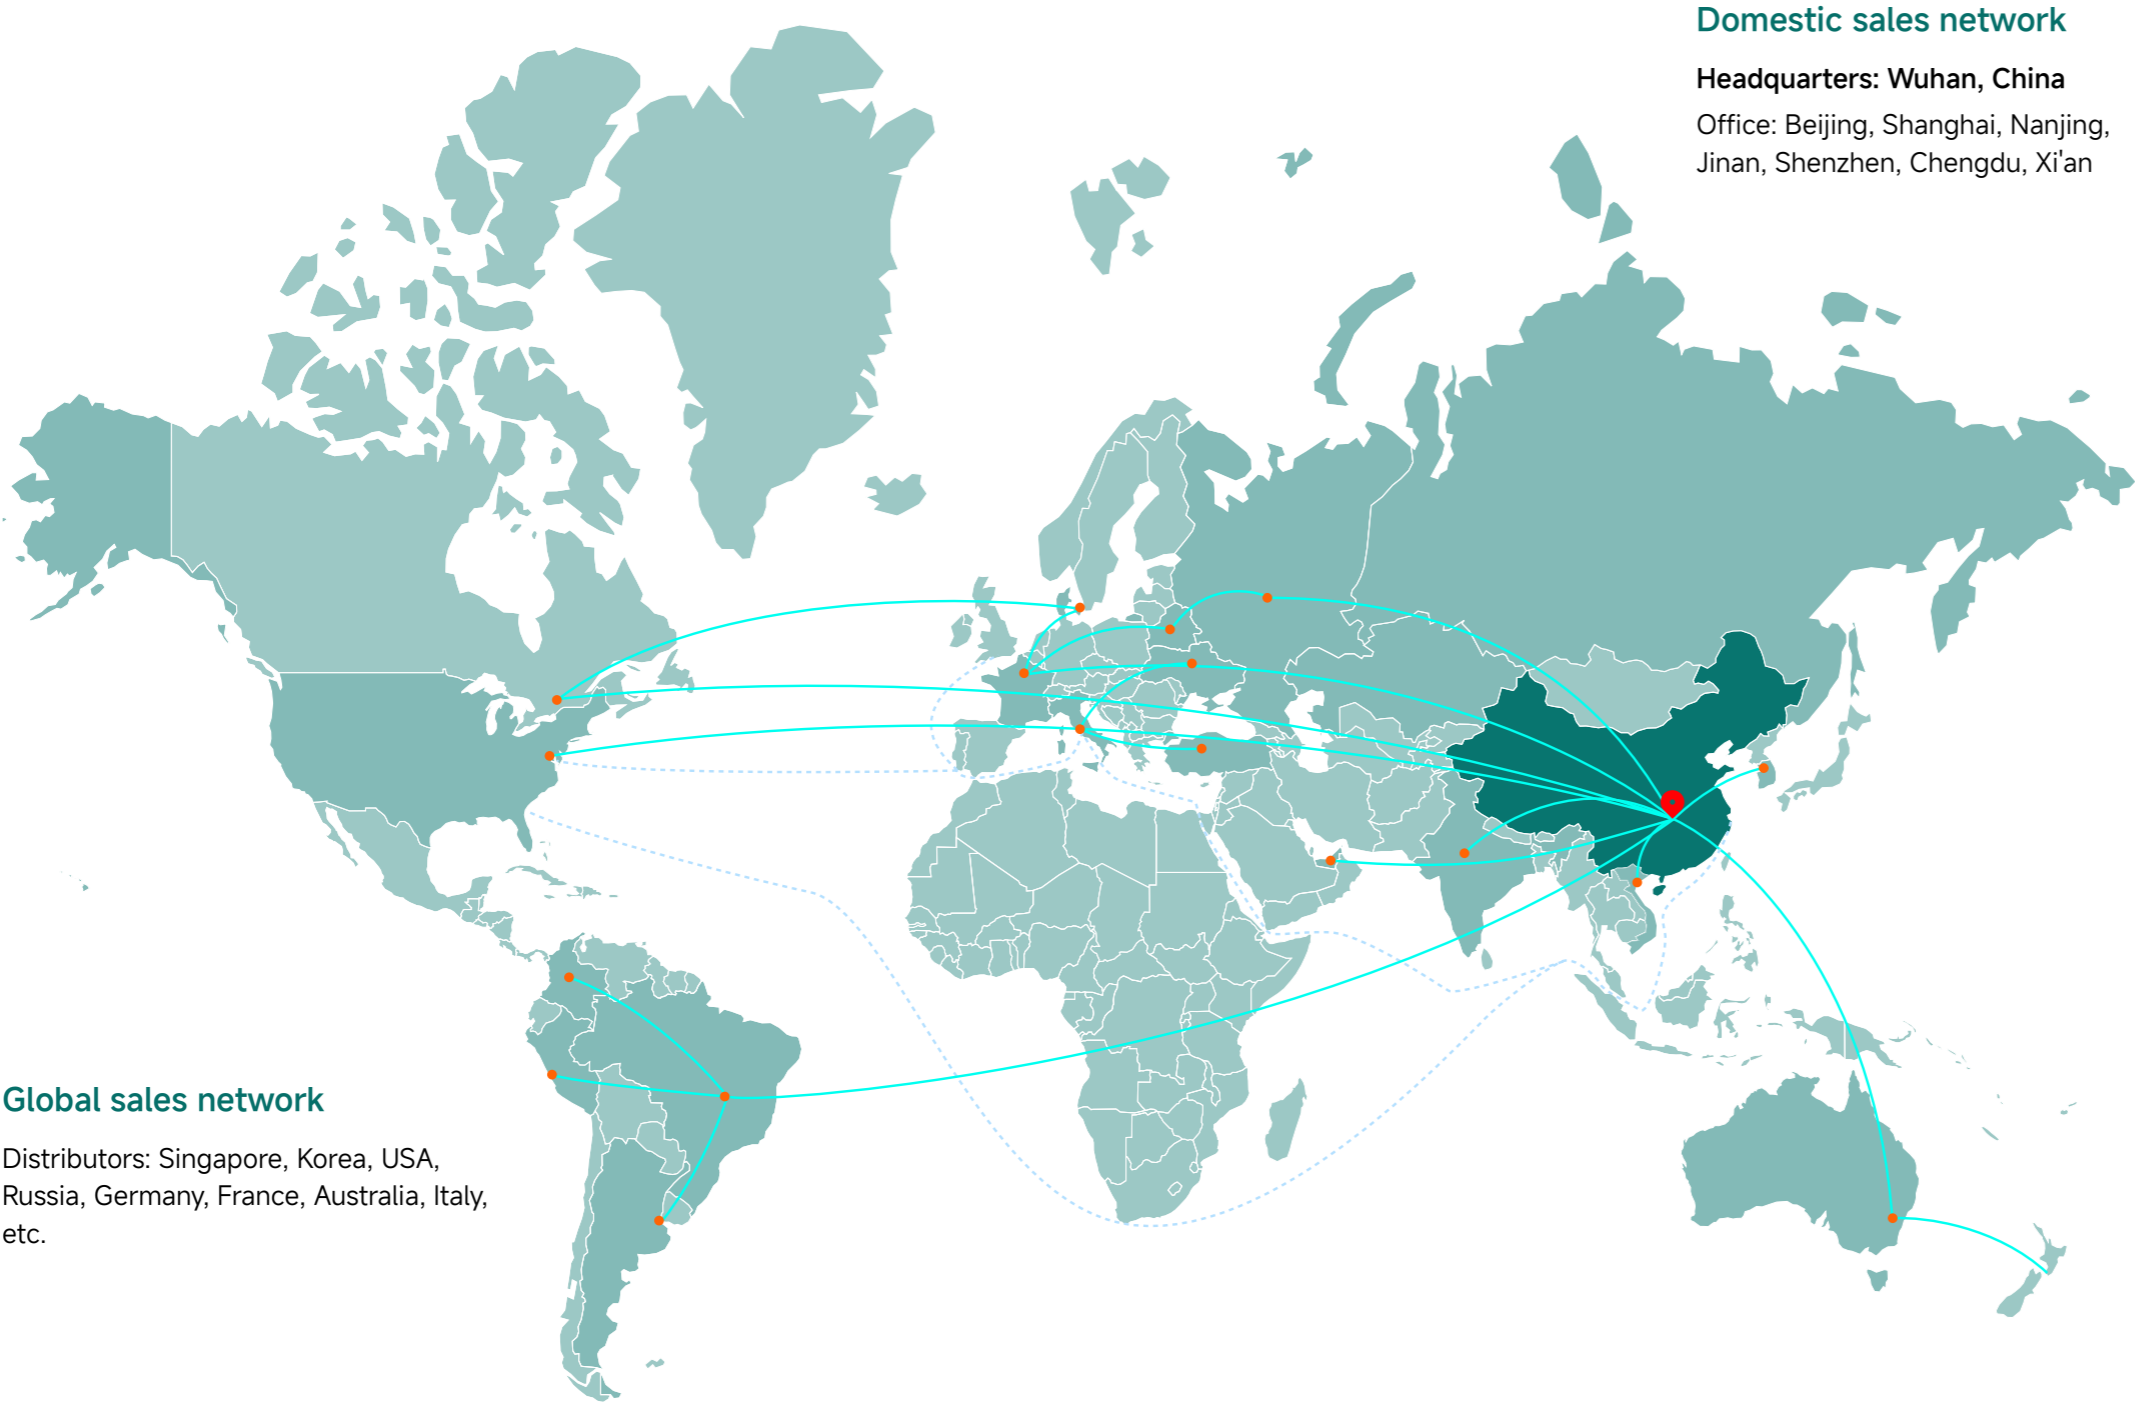 Domestic sales network
Headquarters: Wuhan, China
Office: Beijing, Shanghai, Nanjing,
Jinan, Shenzhen, Chengdu, Xi'an
Global sales network
Distributors: Singapore, Korea, USA,
Russia, Germany, France, Australia, Italy,
etc.